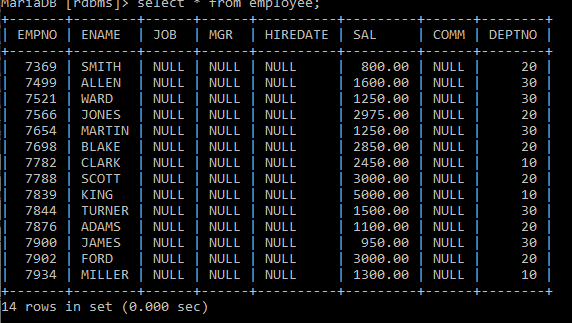 MariaDB [rdbms]> select * from employee;
+-------+--------+------+------+----------+---------+------+--------+
| EMPNO | ENAME | JOB | MGR | HIREDATE | SAL | COMM | DEPTNO |
+-------+--------+------+------+----------+---------+------+--------+
| 7369 | SMITH | NULL | NULL | NULL | 800.00 | NULL | 20 |
| 7499 | ALLEN | NULL | NULL | NULL | 1600.00 | NULL | 30 |
| 7521 | WARD | NULL | NULL | NULL | 1250.00 | NULL | 30 |
| 7566 | JONES | NULL | NULL | NULL | 2975.00 | NULL | 20 |
| 7654 | MARTIN | NULL | NULL | NULL | 1250.00 | NULL | 30 |
| 7698 | BLAKE | NULL | NULL | NULL | 2850.00 | NULL | 20 |
| 7782 | CLARK | NULL | NULL | NULL | 2450.00 | NULL | 10 |
| 7788 | SCOTT | NULL | NULL | NULL | 3000.00 | NULL | 20 |
| 7839 | KING | NULL | NULL | NULL | 5000.00 | NULL | 10 |
| 7844 | TURNER | NULL | NULL | NULL | 1500.00 | NULL | 30 |
| 7876 | ADAMS | NULL | NULL | NULL | 1100.00 | NULL | 20 |
| 7900 | JAMES | NULL | NULL | NULL | 950.00 | NULL | 30 |
| 7902 | FORD | NULL | NULL | NULL | 3000.00 | NULL | 20 |
| 7934 | MILLER | NULL | NULL | NULL | 1300.00 | NULL | 10 |
+-------+--------+------+------+----------+---------+------+--------+
14 rows in set (0.000 sec)